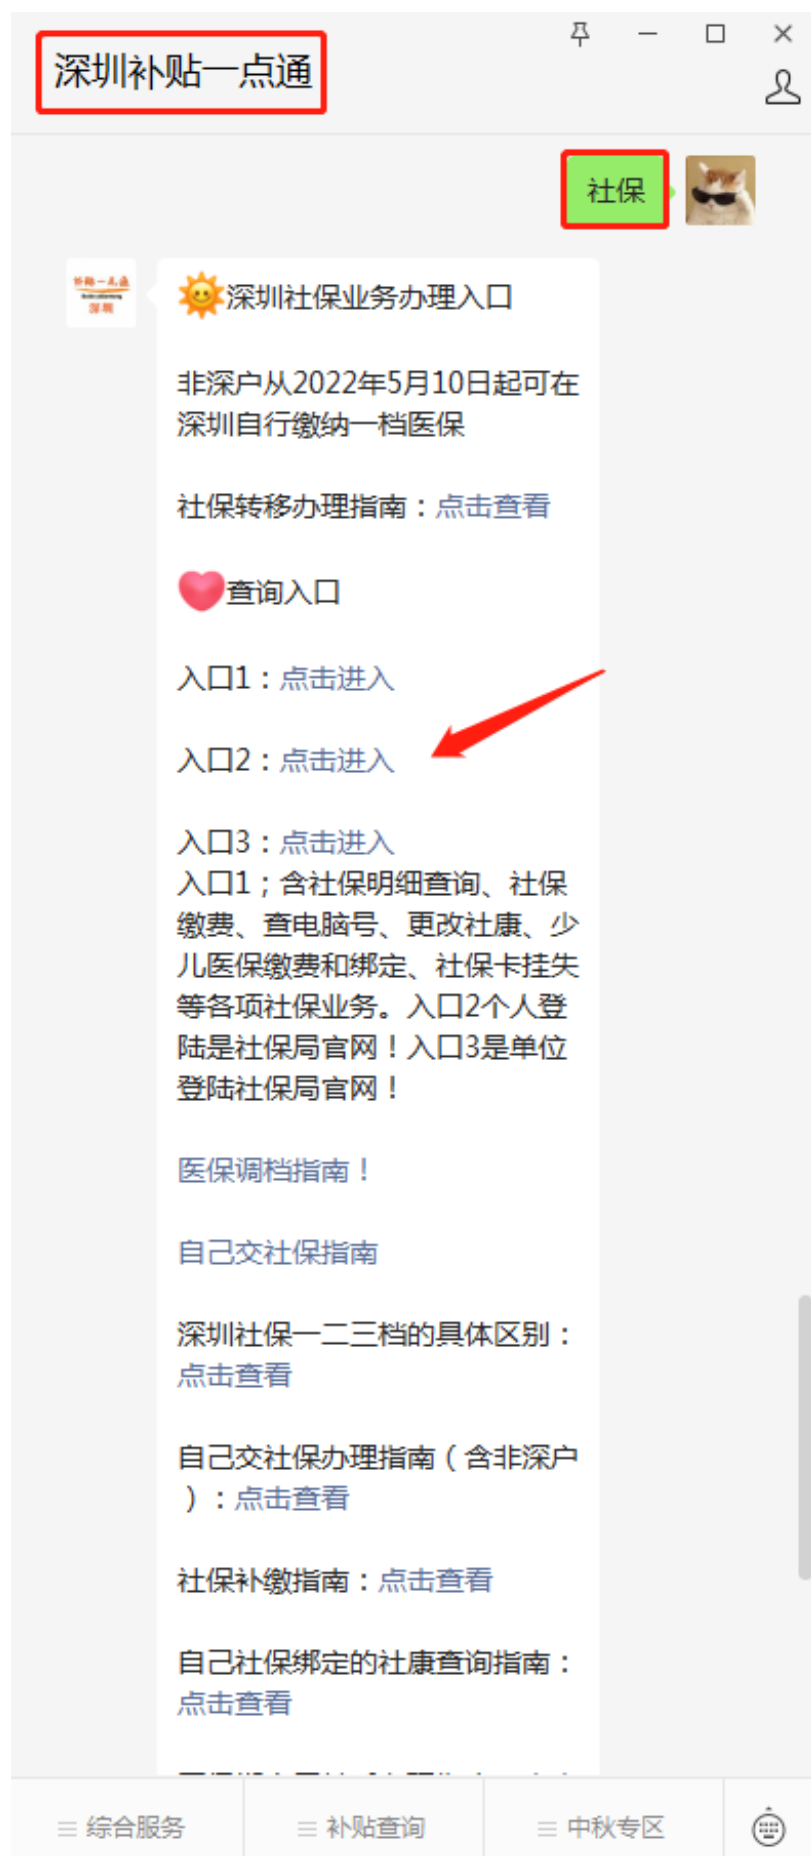 深圳补贴一点通
社保
补贴一点通
深圳
深圳社保业务办理入口
非深户从2022年5月10日起可在
深圳自行缴纳一档医保
社保转移办理指南：点击查看
查询入口
入口1：点击进入
入口2：点击进入
入口3：点击进入
入口1；含社保明细查询、社保
缴费、查电脑号、更改社康、少
儿医保缴费和绑定、社保卡挂失
等各项社保业务。入口2个人登
陆是社保局官网！入口3是单位
登陆社保局官网！
医保调档指南！
自己交社保指南
深圳社保一二三档的具体区别：
点击查看
自己交社保办理指南（含非深户
）：点击查看
社保补缴指南：点击查看
自己社保绑定的社康查询指南：
点击查看
综合服务
补贴查询
中秋专区